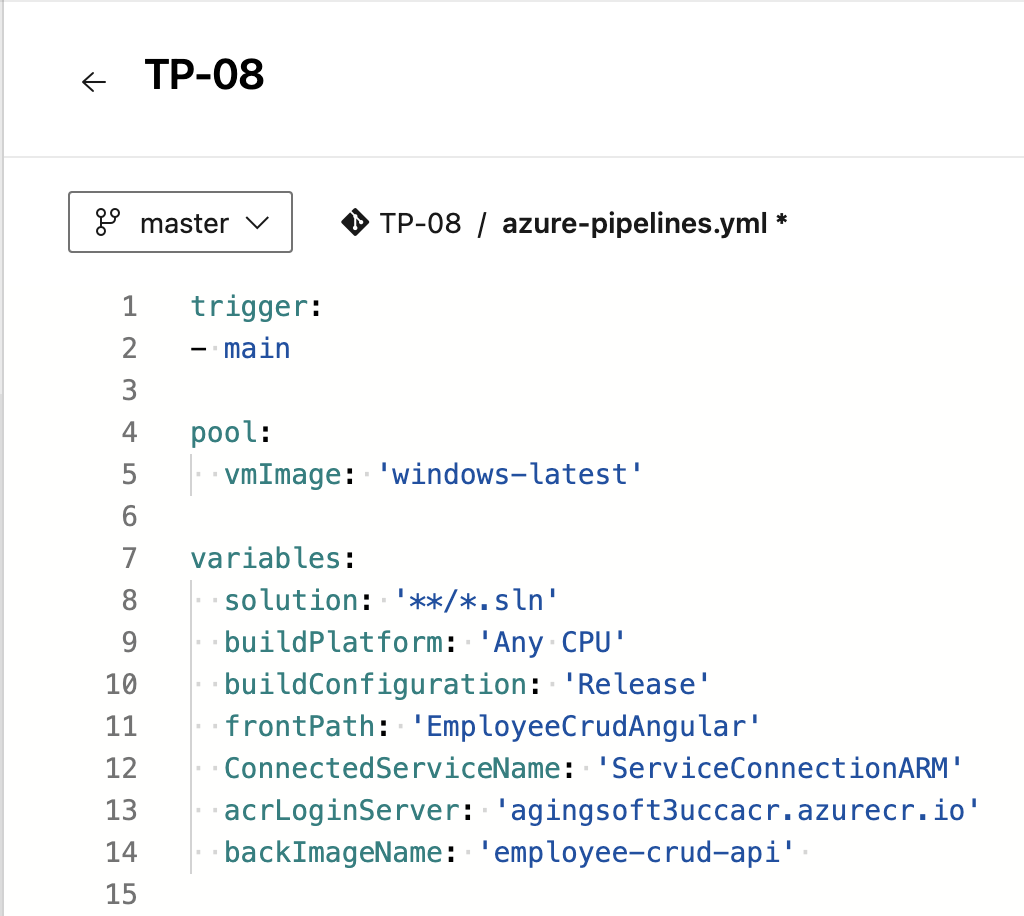 ← TP-08
master TP-08 / azure-pipelines.yml *
1 trigger:
2 - main
3
4 pool:
5   vmImage: 'windows-latest'
6
7 variables:
8   solution: '**/*.sln'
9   buildPlatform: 'Any CPU'
10   buildConfiguration: 'Release'
11   frontPath: 'EmployeeCrudAngular'
12   ConnectedServiceName: 'ServiceConnectionARM'
13   acrLoginServer: 'agingsoft3uccacr.azurecr.io'
14   backImageName: 'employee-crud-api'
15